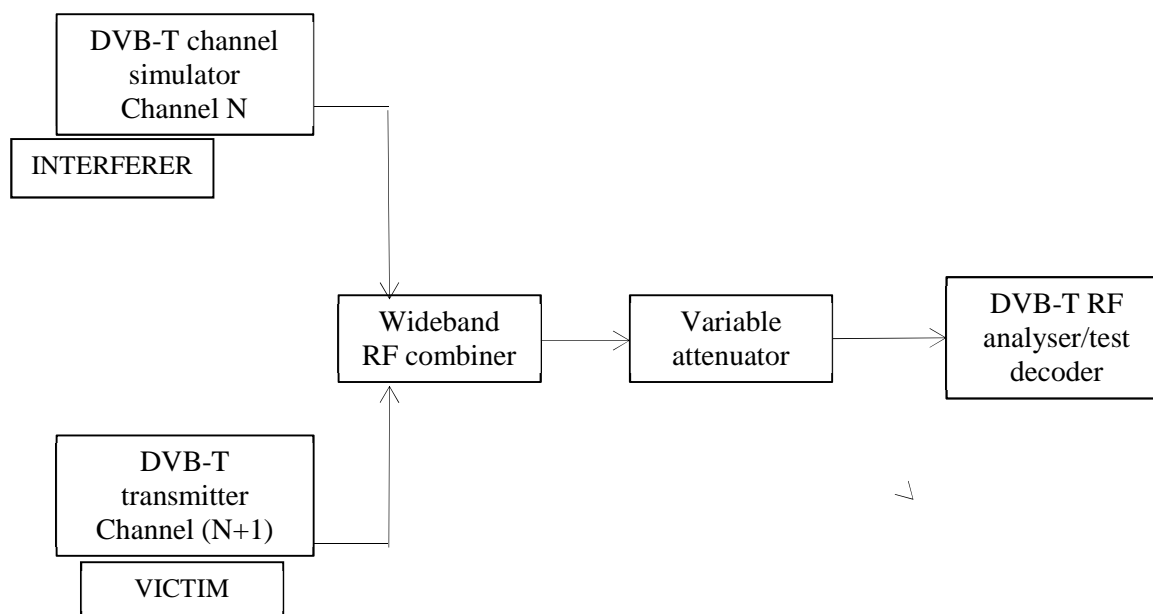 DVB-T channel
simulator
Channel N
INTERFERER
Wideband
RF combiner
Variable
attenuator
DVB-T RF
analyser/test
decoder
DVB-T
transmitter
Channel (N+1)
VICTIM